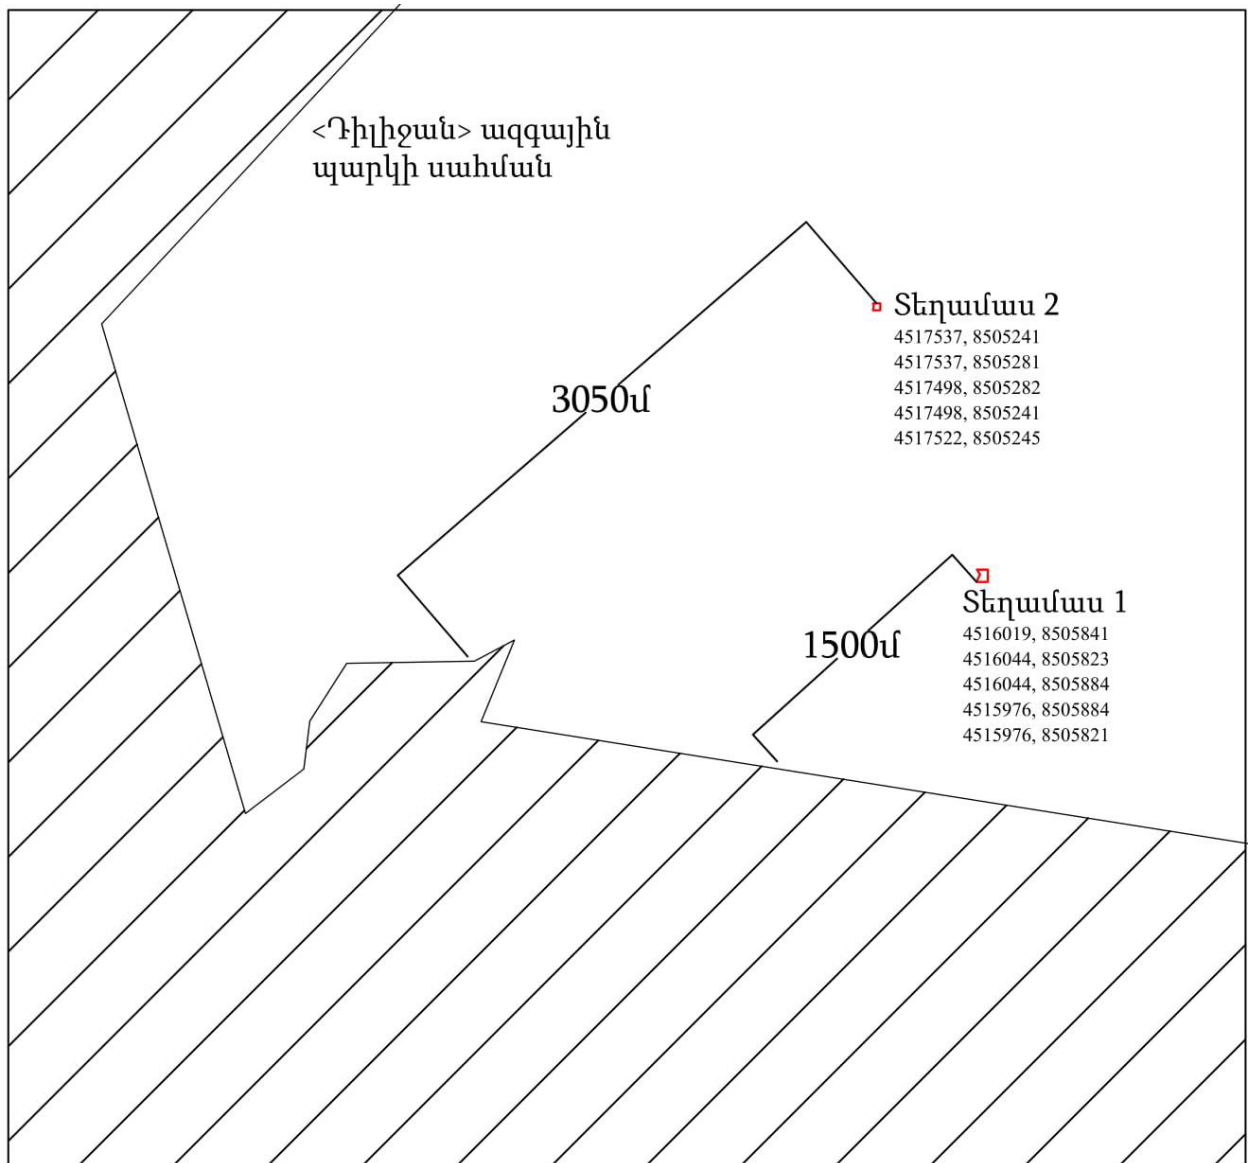 <Դիլիջան> ազգային
պարկի սահման
Տեղամաս 2
4517537, 8505241
4517537, 8505281
4517498, 8505282
4517498, 8505241
4517522, 8505245
3050մ
Տեղամաս 1
4516019, 8505841
4516044, 8505823
4516044, 8505884
4515976, 8505884
4515976, 8505821
1500մ